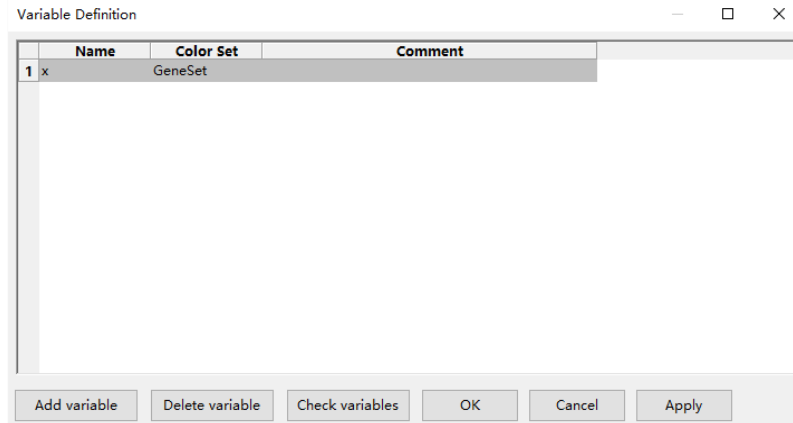 Variable Definition
Name Color Set Comment
1 x GeneSet
Add variable Delete variable Check variables OK Cancel Apply